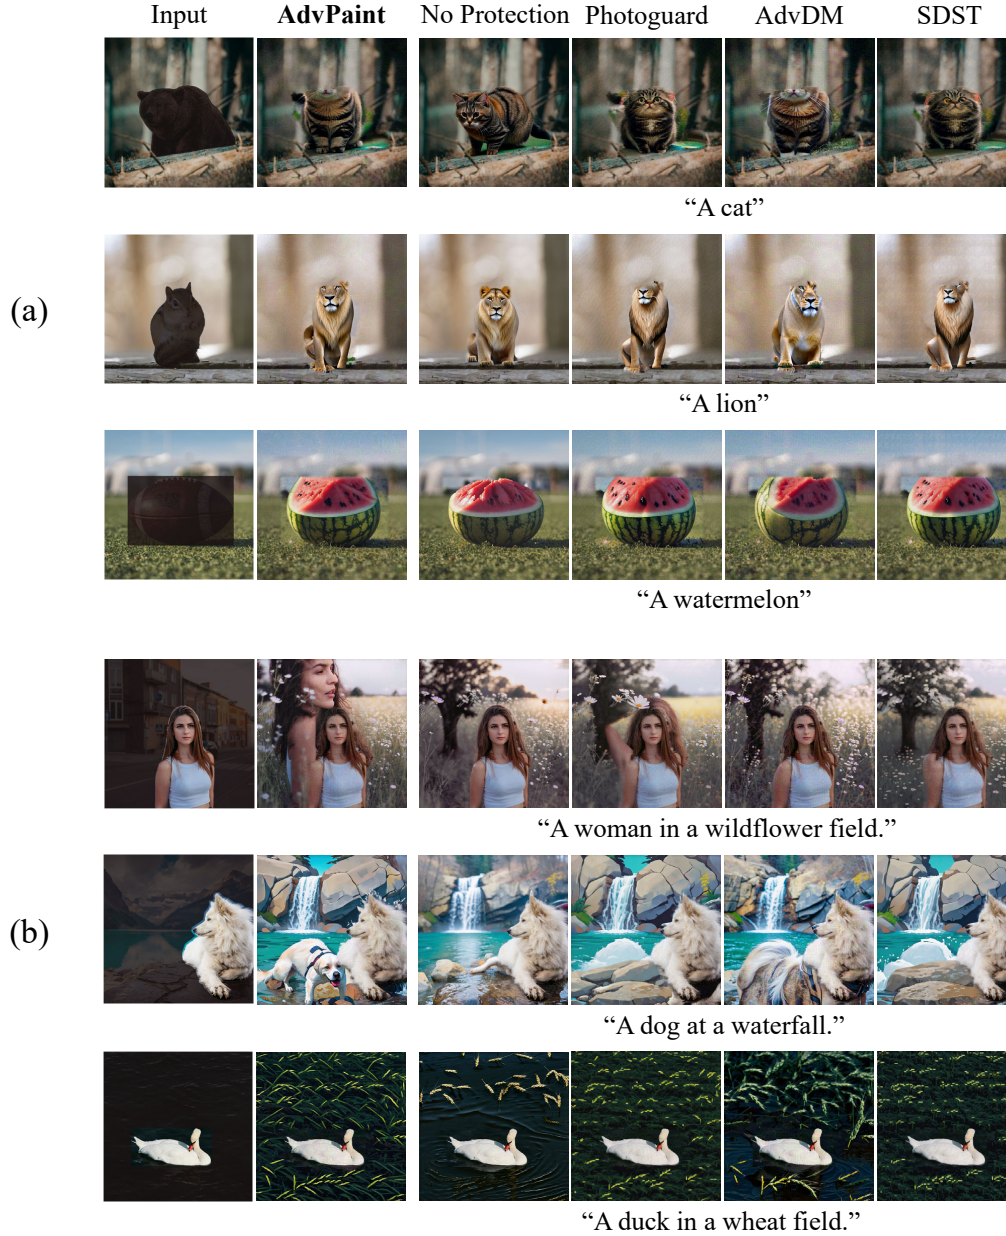 Input AdvPaint No Protection Photoguard AdvDM SDST
“A cat”
(a)
“A lion”
“A watermelon”
“A woman in a wildflower field.”
(b)
“A dog at a waterfall.”
“A duck in a wheat field.”